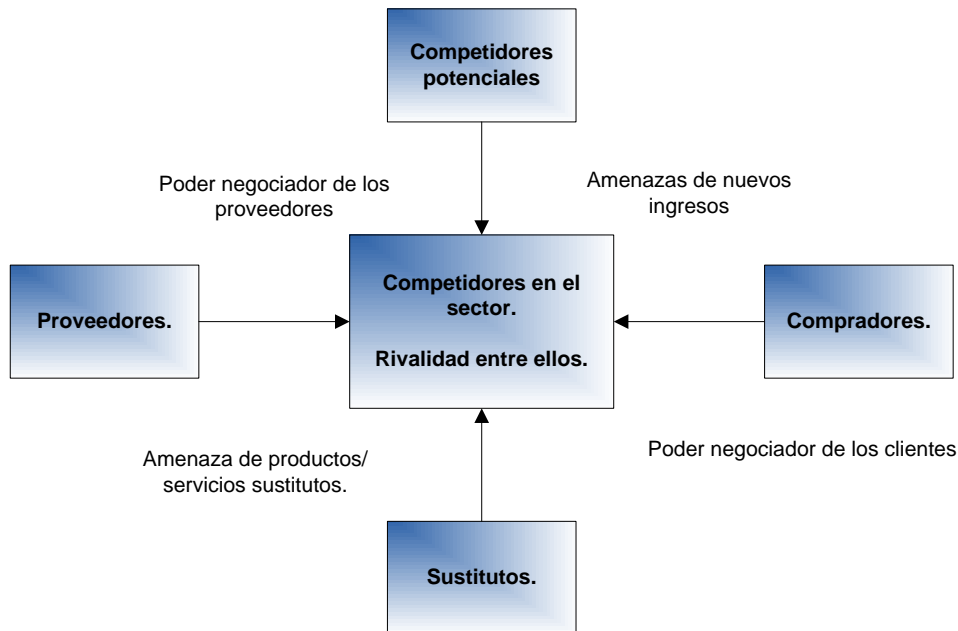 Competidores
potenciales
Poder negociador de los
proveedores
Amenazas de nuevos
ingresos
Proveedores.
Competidores en el
sector.
Rivalidad entre ellos.
Compradores.
Amenaza de productos/
servicios sustitutos.
Poder negociador de los clientes
Sustitutos.